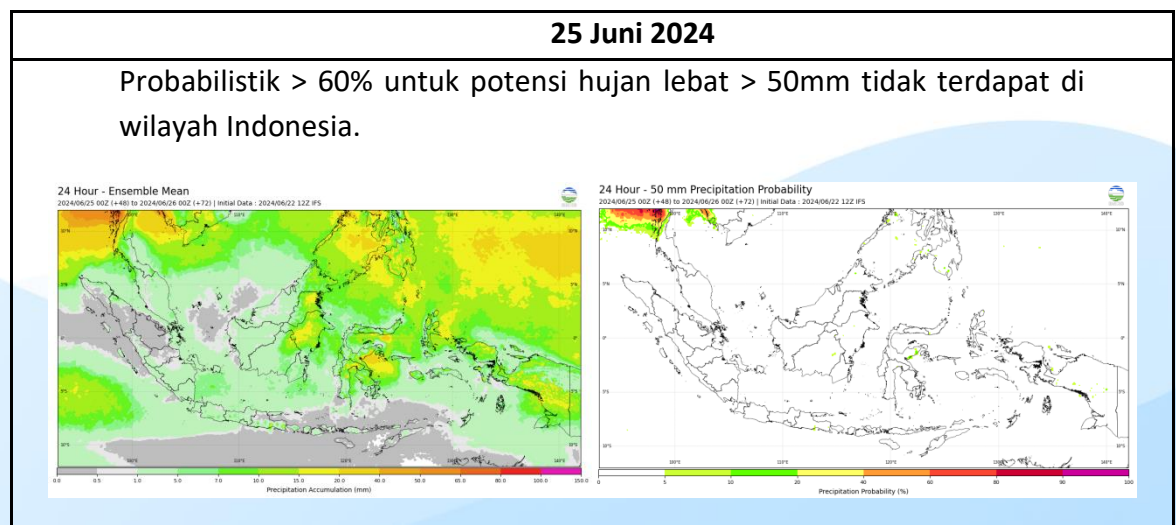 25 Juni 2024
Probabilistik > 60% untuk potensi hujan lebat > 50mm tidak terdapat di
wilayah Indonesia.
24 Hour - Ensemble Mean
2024/06/25 00Z (+48) to 2024/06/26 00Z (+72) | Initial Data : 2024/06/22 12Z IFS
0.0 0.5 1.0 5.0 7.0 10.0 15.0 20.0 40.0 50.0 65.0 80.0 100.0 150.0
Precipitation Accumulation (mm)
24 Hour - 50 mm Precipitation Probability
2024/06/25 00Z (+48) to 2024/06/26 00Z (+72) | Initial Data : 2024/06/22 12Z IFS
0 5 10 20 40 60 80 90 100
Precipitation Probability (%)